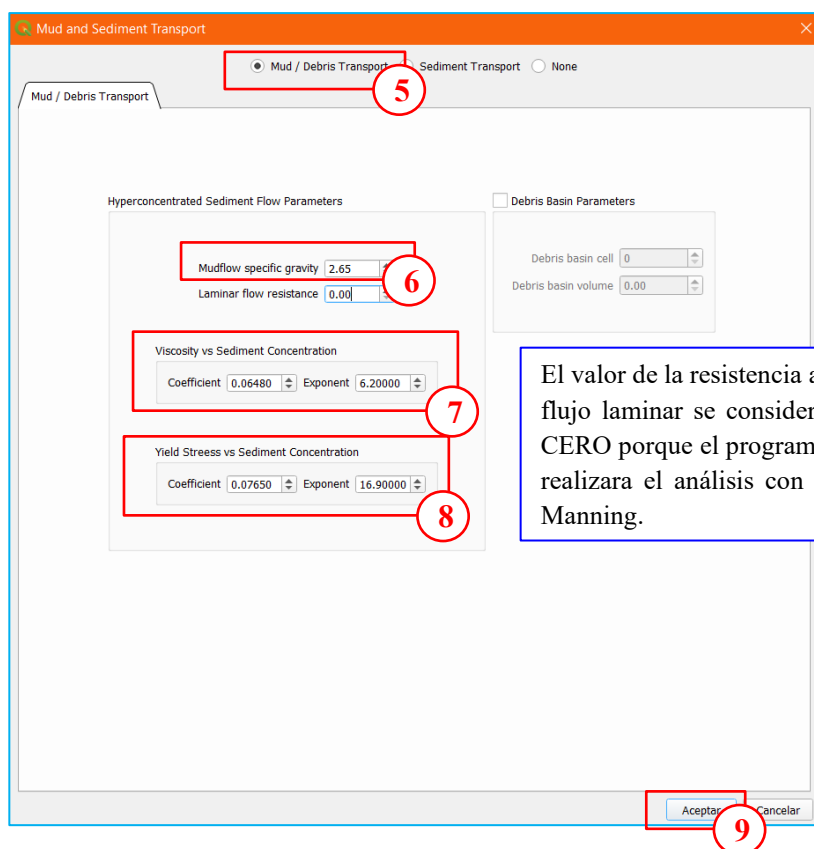 Mud and Sediment Transport
Mud / Debris Transport Sediment Transport None
5
Mud / Debris Transport
Hyperconcentrated Sediment Flow Parameters
Debris Basin Parameters
Mudflow specific gravity 2.65
6
Laminar flow resistance 0.00
Debris basin cell 0
Debris basin volume 0.00
Viscosity vs Sediment Concentration
Coefficient 0.06480 Exponent 6.20000
7
Yield Streess vs Sediment Concentration
Coefficient 0.07650 Exponent 16.90000
8
El valor de la resistencia
flujo laminar se consider
CERO porque el program
realizara el análisis con
Manning.
Aceptar Cancelar
9